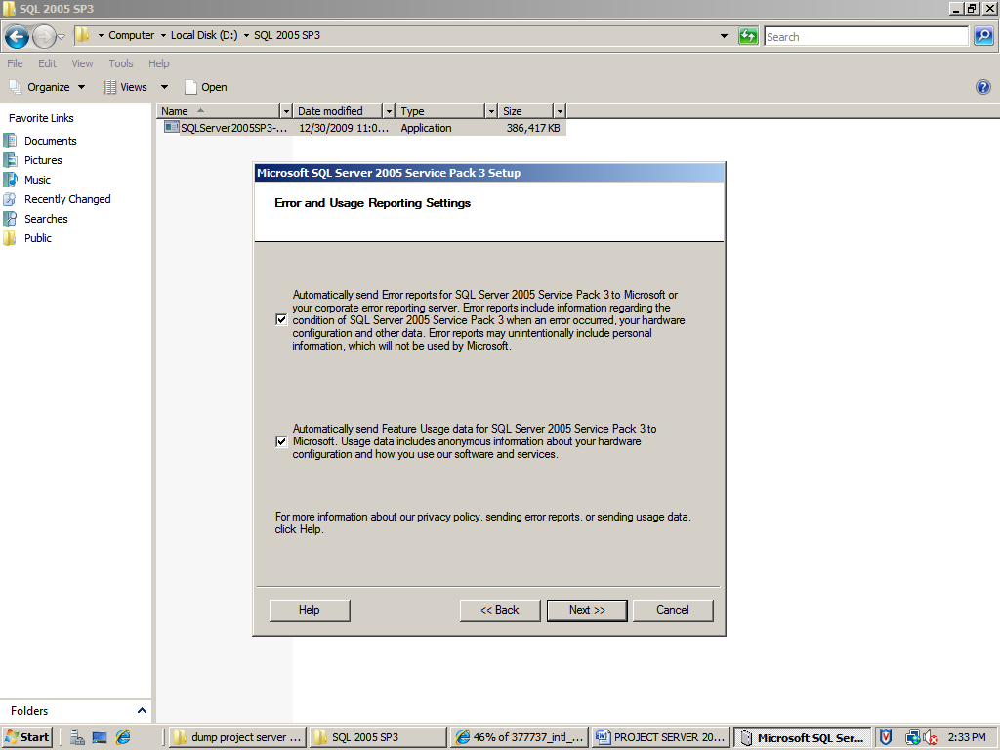 SQL 2005 SP3
Computer Local Disk (D:) SQL 2005 SP3
Search
File Edit View Tools Help
Organize Views Open
Favorite Links
Documents
Pictures
Music
Recently Changed
Searches
Public
Folders
Name Date modified Type Size
SQLServer2005SP3-... 12/30/2009 11:0... Application 386,417 KB
Microsoft SQL Server 2005 Service Pack 3 Setup
Error and Usage Reporting Settings
Automatically send Error reports for SQL Server 2005 Service Pack 3 to Microsoft or
your corporate error reporting server. Error reports include information regarding the
condition of SQL Server 2005 Service Pack 3 when an error occurred, your hardware
configuration and other data. Error reports may unintentionally include personal
information, which will not be used by Microsoft.
Automatically send Feature Usage data for SQL Server 2005 Service Pack 3 to
Microsoft. Usage data includes anonymous information about your hardware
configuration and how you use our software and services.
For more information about our privacy policy, sending error reports, or sending usage data,
click Help.
Help << Back Next >> Cancel
Start dump project server ... SQL 2005 SP3 46% of 377737_intl_... PROJECT SERVER 20... Microsoft SQL Ser... 2:33 PM